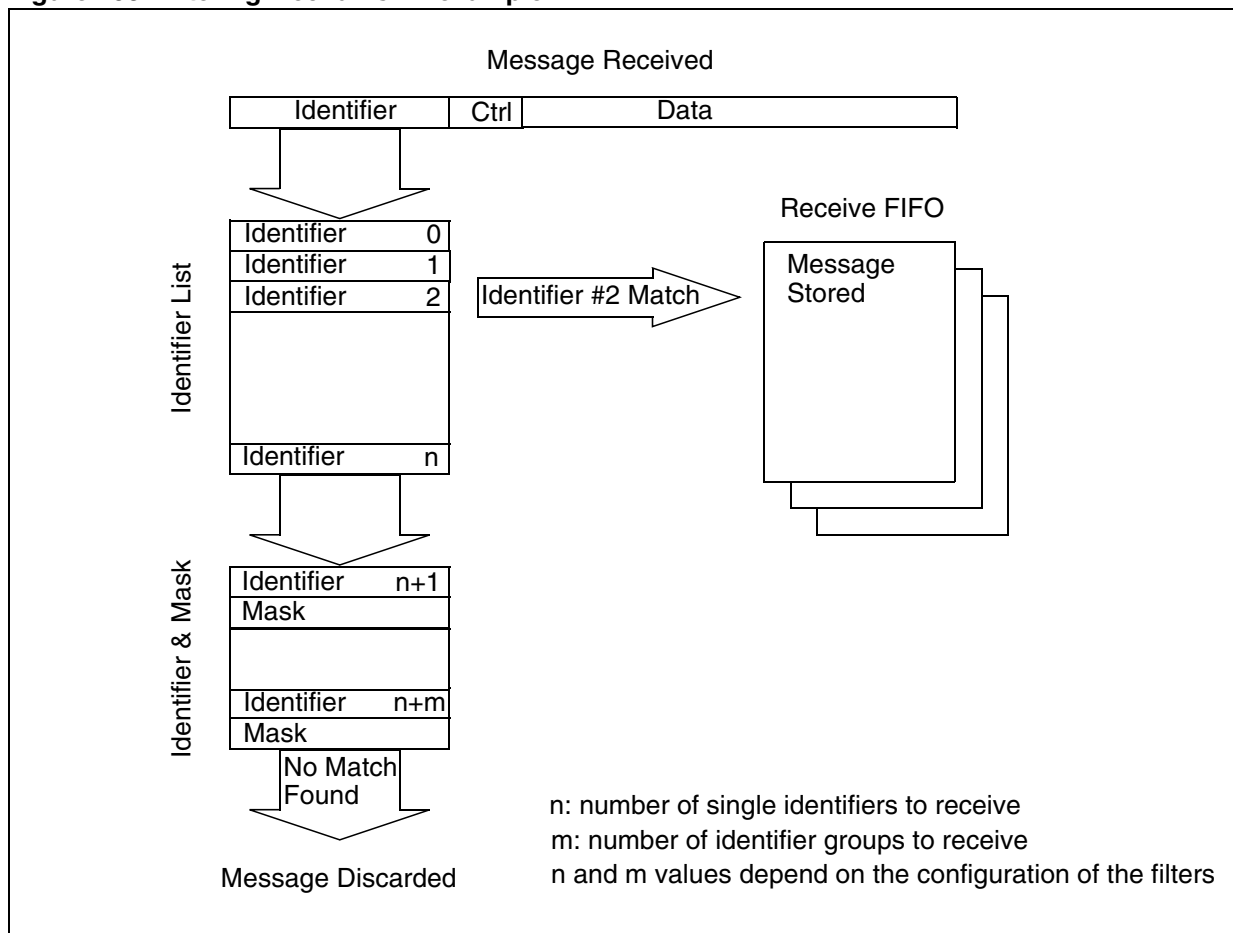 Message Received
Identifier Ctrl Data
Receive FIFO
Identifier List
Identifier 0
Identifier 1
Identifier 2
Identifier #2 Match
Message
Stored
Identifier n
Identifier & Mask
Identifier n+1
Mask
Identifier n+m
Mask
No Match
Found
Message Discarded
n: number of single identifiers to receive
m: number of identifier groups to receive
n and m values depend on the configuration of the filters